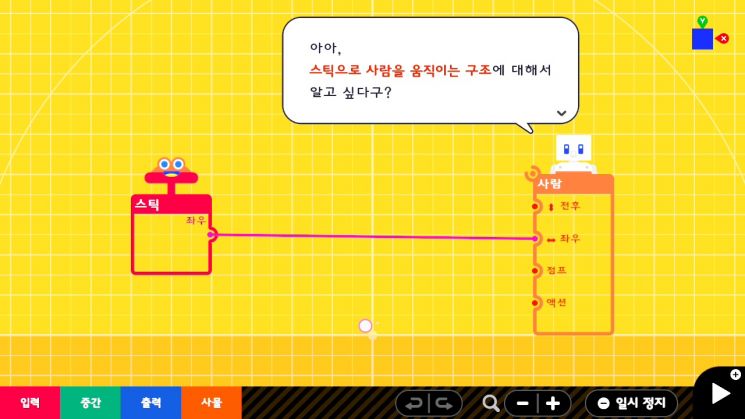 아아,
스틱으로 사람을 움직이는 구조에 대해서
알고 싶다구?
Y
X
스틱
좌우
사람
전후
좌우
점프
액션
입력
중간
출력
사물
일시 정지